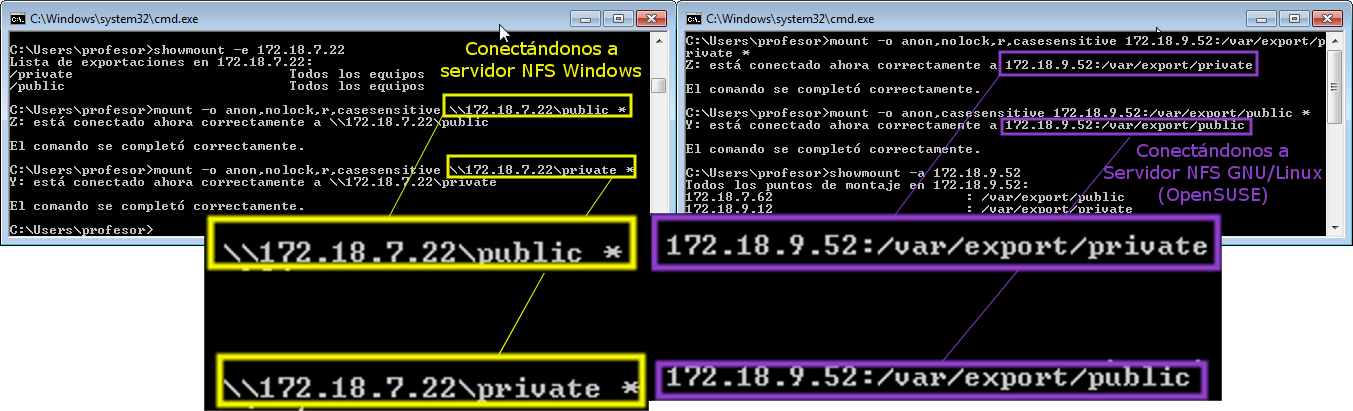 C:\Windows\system32\cmd.exe
C:\Users\profesor>showmount -e 172.18.7.22
Lista de exportaciones en 172.18.7.22:
/private Todos los equipos
/public Todos los equipos
C:\Users\profesor>mount -o anon,nolock,r,casesensitive \\172.18.7.22\public *
Z: está conectado ahora correctamente a \\172.18.7.22\public
El comando se completó correctamente.
C:\Users\profesor>mount -o anon,nolock,r,casesensitive \\172.18.7.22\private *
Y: está conectado ahora correctamente a \\172.18.7.22\private
El comando se completó correctamente.
C:\Users\profesor>
Conectándonos a
servidor NFS Windows
C:\Windows\system32\cmd.exe
C:\Users\profesor>mount -o anon,nolock,r,casesensitive 172.18.9.52:/var/export/p
rivate *
Z: está conectado ahora correctamente a 172.18.9.52:/var/export/private
El comando se completó correctamente.
C:\Users\profesor>mount -o anon,casesensitive 172.18.9.52:/var/export/public *
Y: está conectado ahora correctamente a 172.18.9.52:/var/export/public
El comando se completó correctamente.
C:\Users\profesor>showmount -a 172.18.9.52
Todos los puntos de montaje en 172.18.9.52:
172.18.7.62 : /var/export/public
172.18.9.12 : /var/export/private
Conectándonos a
Servidor NFS GNU/Linux
(OpenSUSE)
\\172.18.7.22\public *
\\172.18.7.22\private *
172.18.9.52:/var/export/private
172.18.9.52:/var/export/public